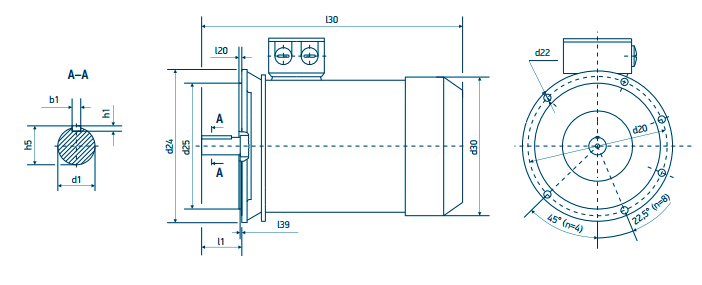 l30
l20
d22
A–A
b1
h1
A
d24
d25
d20
h5
d30
A
d1
l39
45° (n=4)
22,5° (n=8)
l1